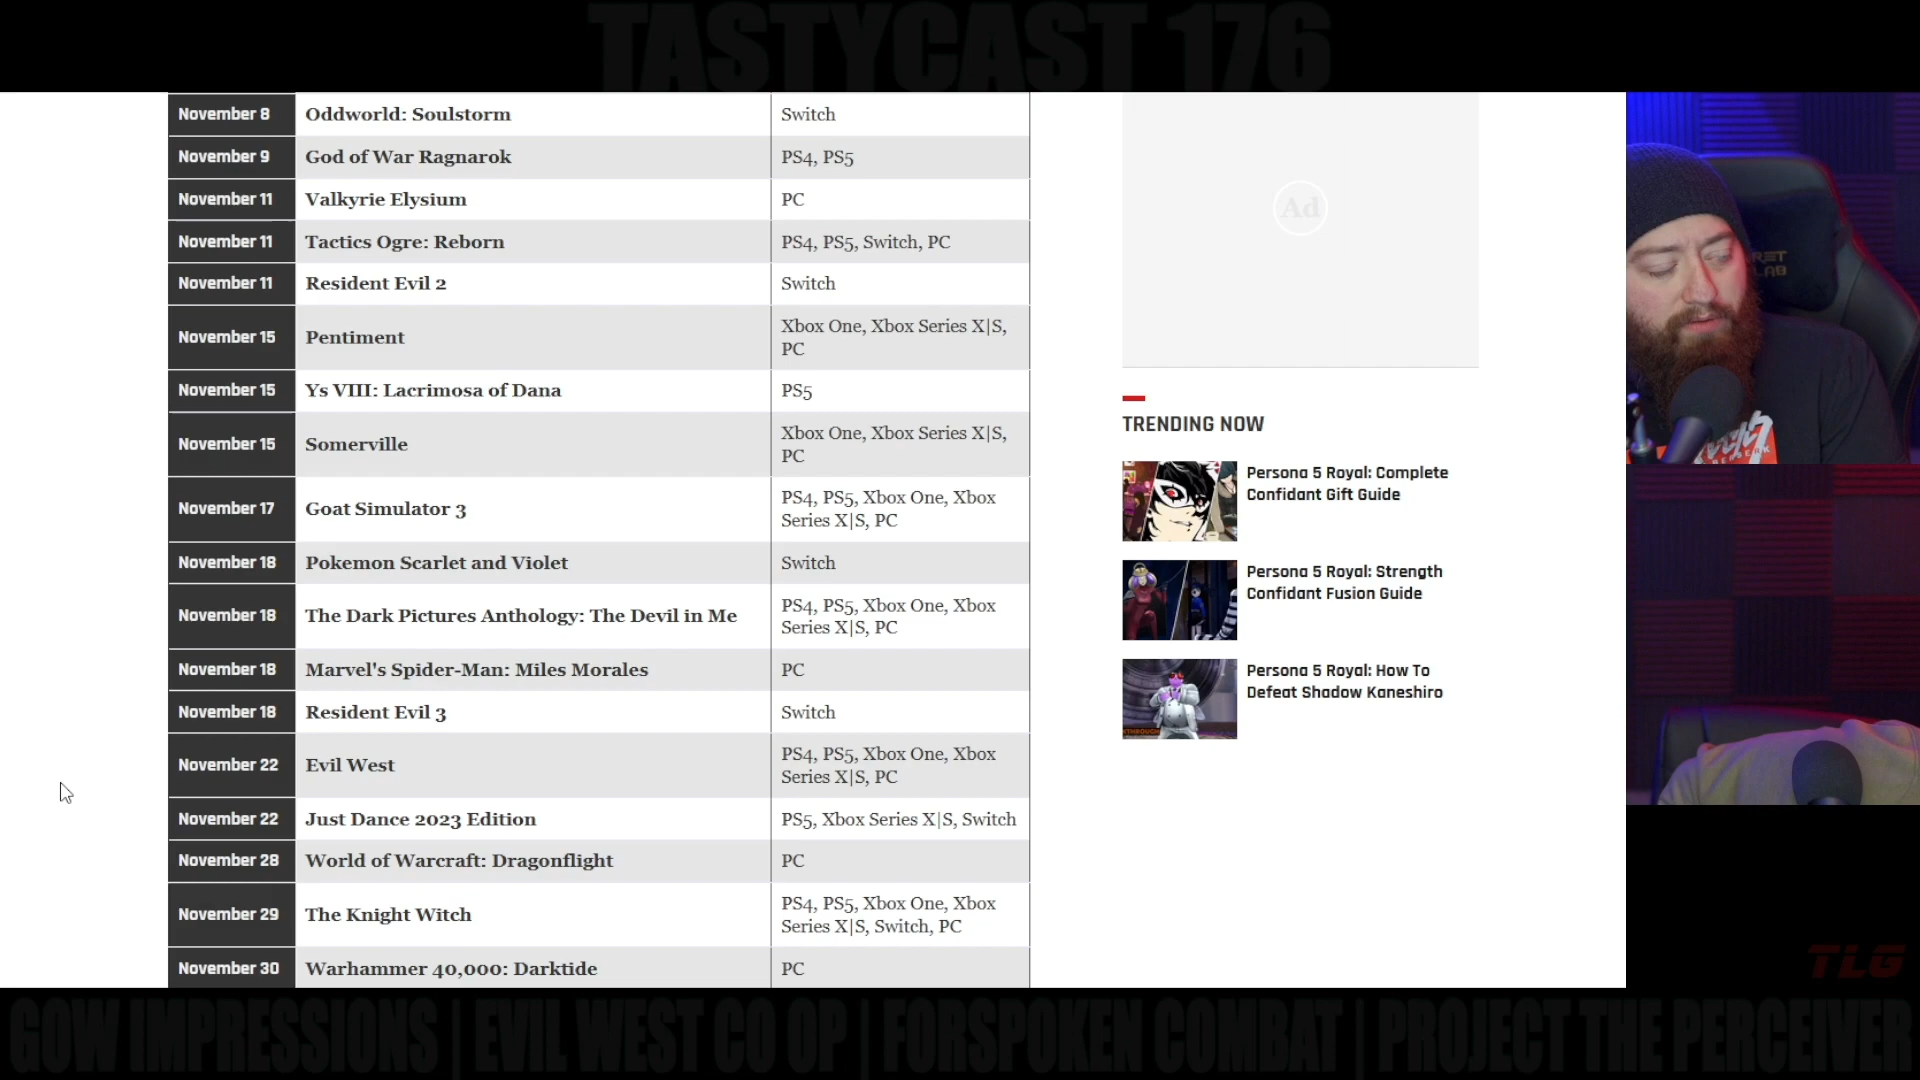 TASTYCAST 176
November 8 Oddworld: Soulstorm Switch
November 9 God of War Ragnarok PS4, PS5
November 11 Valkyrie Elysium PC
November 11 Tactics Ogre: Reborn PS4, PS5, Switch, PC
November 11 Resident Evil 2 Switch
November 15 Pentiment Xbox One, Xbox Series X|S,
PC
November 15 Ys VIII: Lacrimosa of Dana PS5
November 15 Somerville Xbox One, Xbox Series X|S,
PC
November 17 Goat Simulator 3 PS4, PS5, Xbox One, Xbox
Series X|S, PC
November 18 Pokemon Scarlet and Violet Switch
November 18 The Dark Pictures Anthology: The Devil in Me PS4, PS5, Xbox One, Xbox
Series X|S, PC
November 18 Marvel's Spider-Man: Miles Morales PC
November 18 Resident Evil 3 Switch
November 22 Evil West PS4, PS5, Xbox One, Xbox
Series X|S, PC
November 22 Just Dance 2023 Edition PS5, Xbox Series X|S, Switch
November 28 World of Warcraft: Dragonflight PC
November 29 The Knight Witch PS4, PS5, Xbox One, Xbox
Series X|S, Switch, PC
November 30 Warhammer 40,000: Darktide PC
Ad
TRENDING NOW
Persona 5 Royal: Complete
Confidant Gift Guide
Persona 5 Royal: Strength
Confidant Fusion Guide
Persona 5 Royal: How To
Defeat Shadow Kaneshiro
TLG
GOW IMPRESSIONS | EVIL WEST CO OP | FORSPOKEN COMBAT | PROJECT THE PERCEIVER